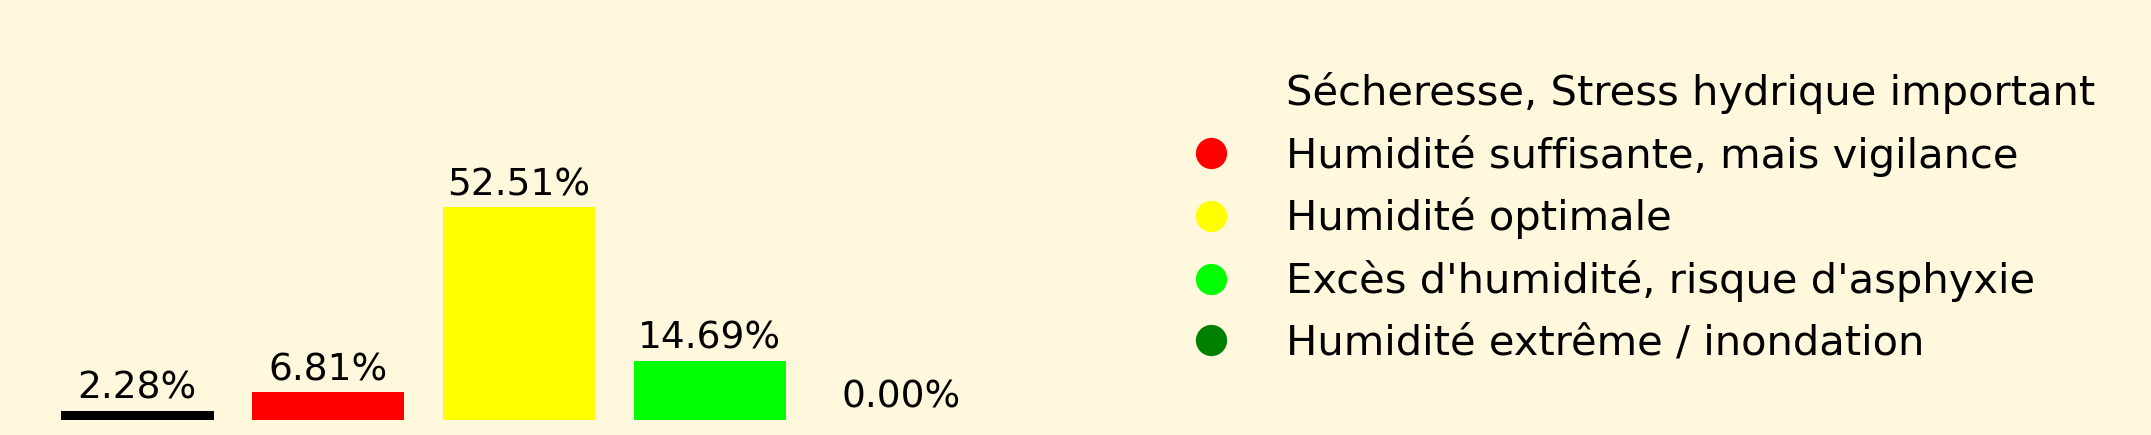 2.28%
6.81%
52.51%
14.69%
0.00%
Sécheresse, Stress hydrique important
Humidité suffisante, mais vigilance
Humidité optimale
Excès d'humidité, risque d'asphyxie
Humidité extrême / inondation